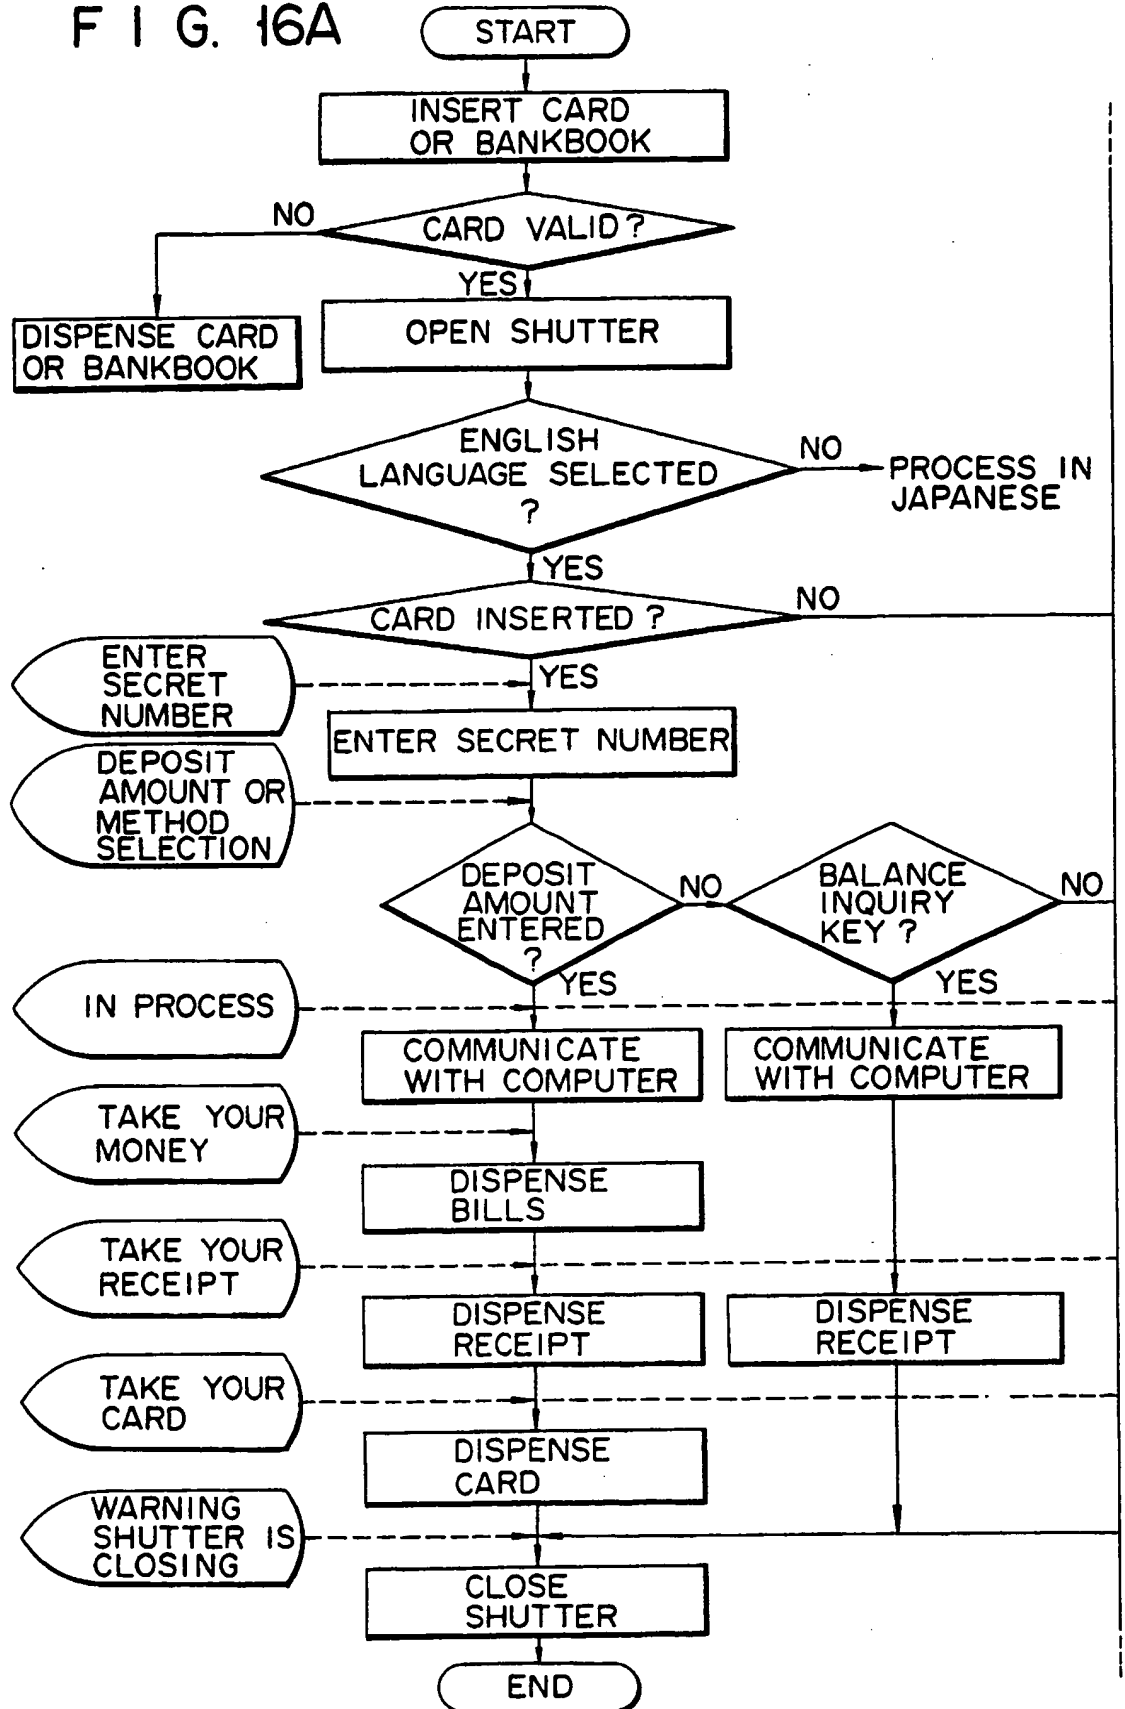 FIG. 16A
START
INSERT CARD
OR BANKBOOK
NO
CARD VALID?
YES
DISPENSE CARD
OR BANKBOOK
OPEN SHUTTER
ENGLISH
LANGUAGE SELECTED
?
NO
PROCESS IN
JAPANESE
YES
CARD INSERTED?
NO
ENTER
SECRET
NUMBER
YES
ENTER SECRET NUMBER
DEPOSIT
AMOUNT OR
METHOD
SELECTION
DEPOSIT
AMOUNT
ENTERED
?
NO
BALANCE
INQUIRY
KEY?
NO
YES
YES
IN PROCESS
COMMUNICATE
WITH COMPUTER
COMMUNICATE
WITH COMPUTER
TAKE YOUR
MONEY
DISPENSE
BILLS
TAKE YOUR
RECEIPT
DISPENSE
RECEIPT
DISPENSE
RECEIPT
TAKE YOUR
CARD
DISPENSE
CARD
WARNING
SHUTTER IS
CLOSING
CLOSE
SHUTTER
END